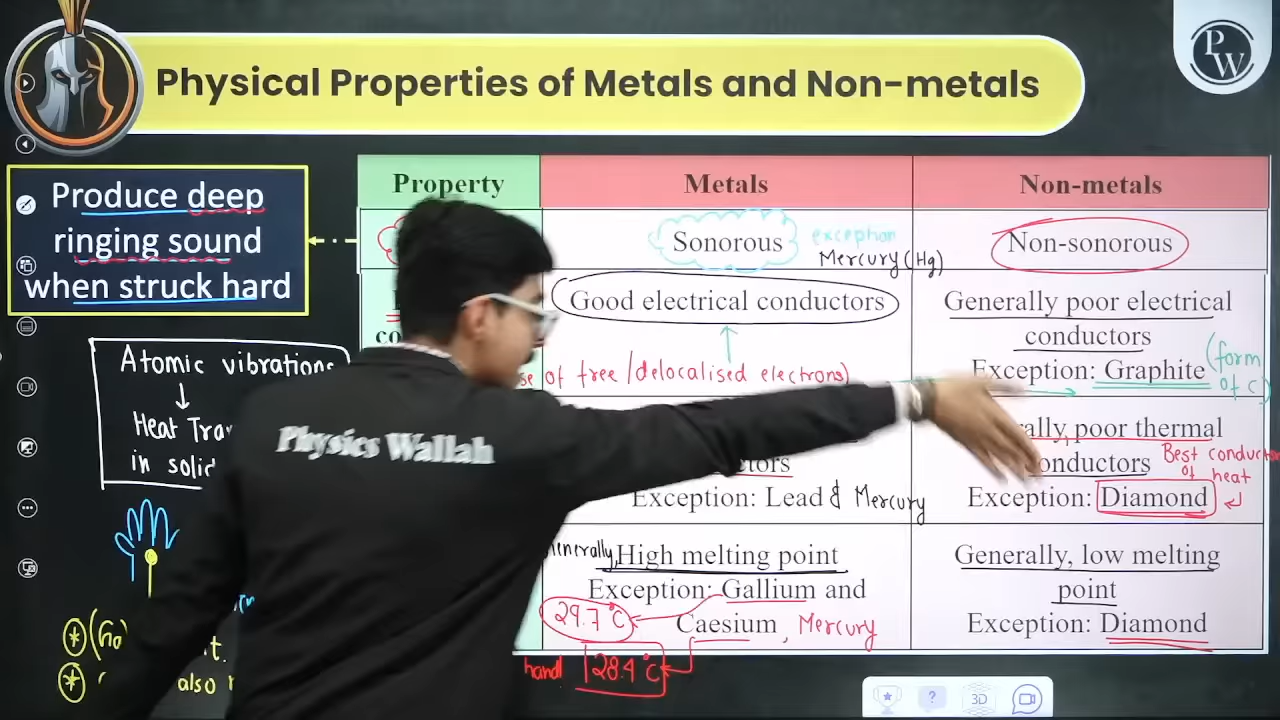 Physical Properties of Metals and Non-metals
PW
Produce deep
ringing sound
when struck hard
Property
Metals
Non-metals
Sonorous
exception
Mercury (Hg)
Non-sonorous
Good electrical conductors
of free /delocalised electrons)
Generally poor electrical
conductors
Exception: Graphite
(form
of C)
poor thermal
conductors
Best conductor
of heat
Exception: Diamond
Exception: Lead & Mercury
Generally, High melting point
Exception: Gallium and
Caesium, Mercury
29.7°C
28.4°C
Generally, low melting
point
Exception: Diamond
Atomic vibrations
↓
Heat
in solid
also
Physics Wallah
3D